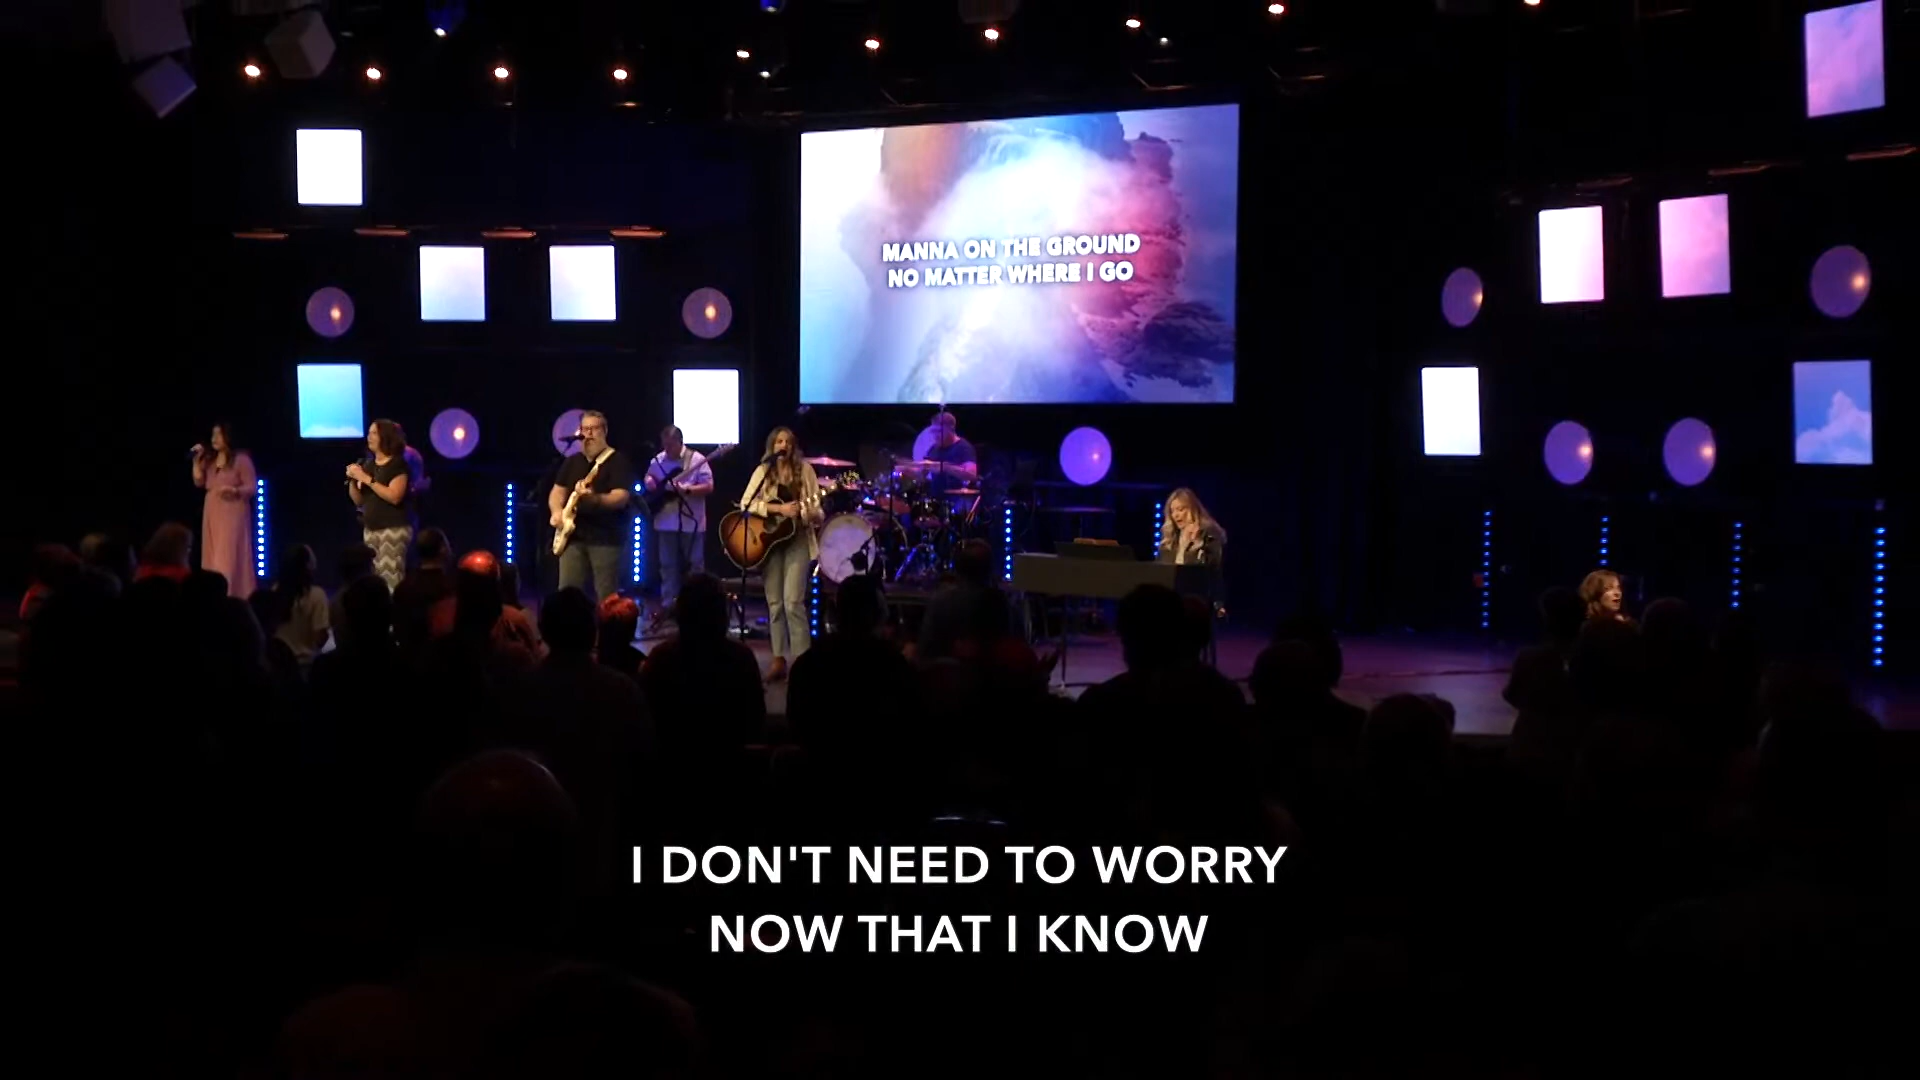 MANNA ON THE GROUND
NO MATTER WHERE I GO
I DON'T NEED TO WORRY
NOW THAT I KNOW